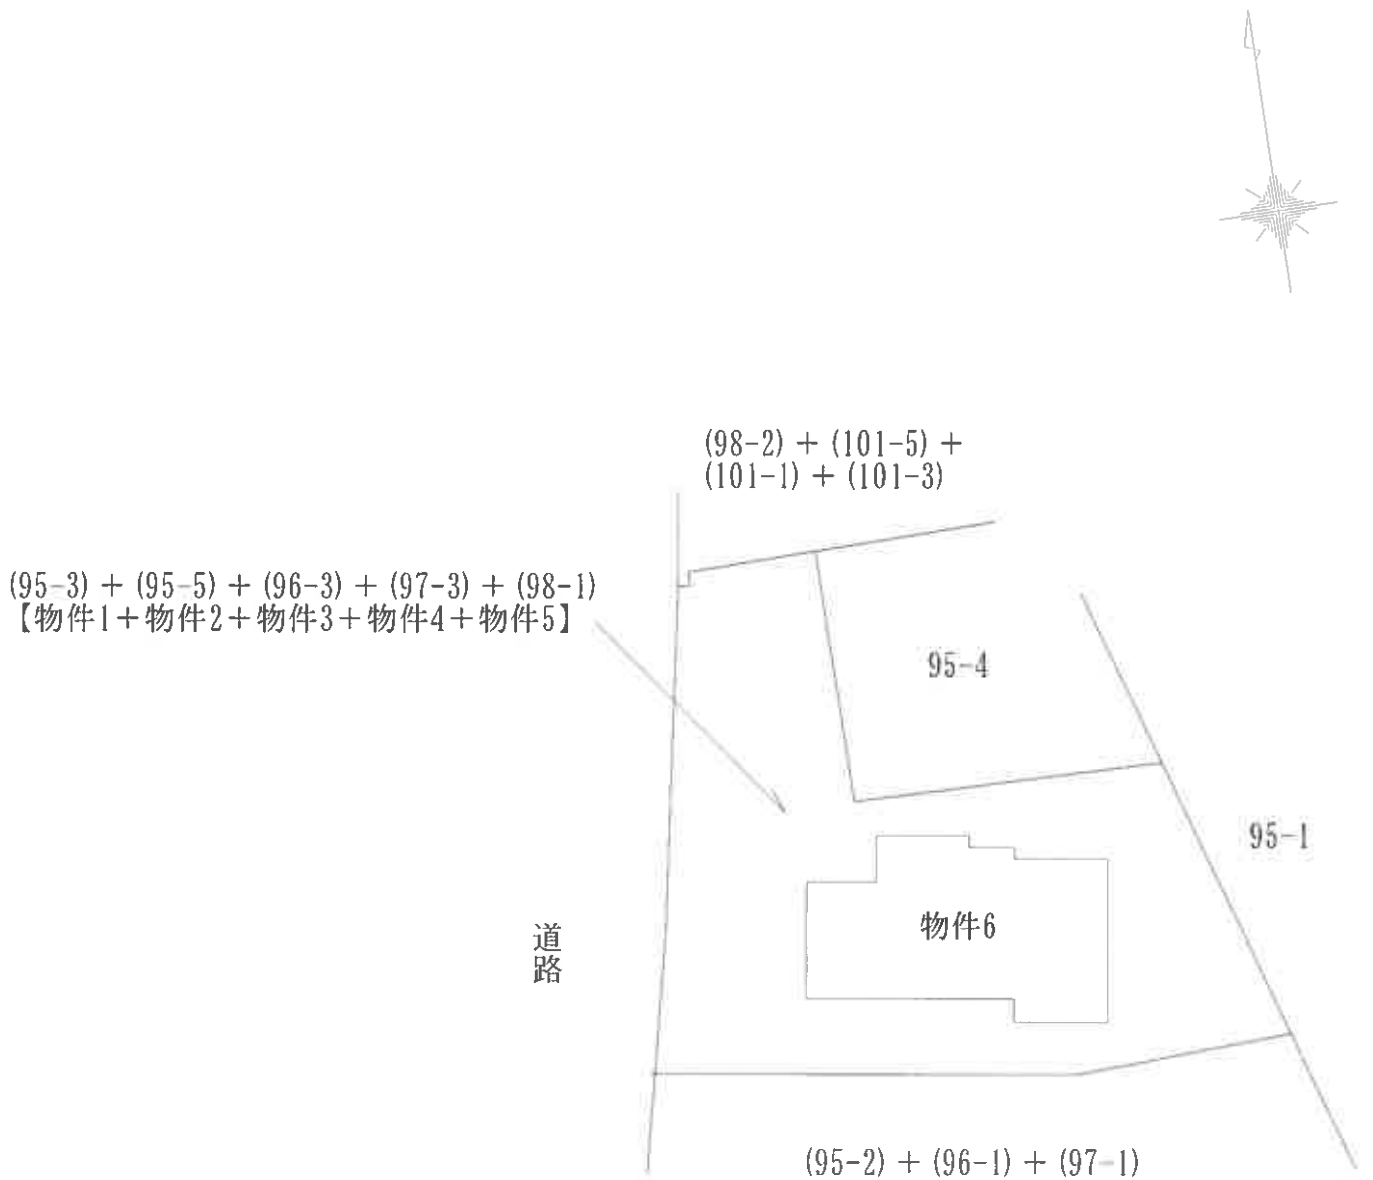 (98-2) + (101-5) +
(101-1) + (101-3)
(95-3) + (95-5) + (96-3) + (97-3) + (98-1)
【物件1＋物件2＋物件3＋物件4＋物件5】
95-4
95-1
物件6
道路
(95-2) + (96-1) + (97-1)